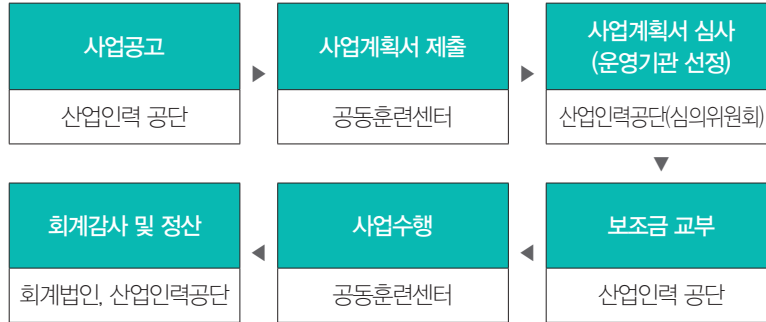 사업공고
산업인력 공단
사업계획서 제출
공동훈련센터
사업계획서 심사
(운영기관 선정)
산업인력공단(심의위원회)
보조금 교부
산업인력 공단
사업수행
공동훈련센터
회계감사 및 정산
회계법인, 산업인력공단